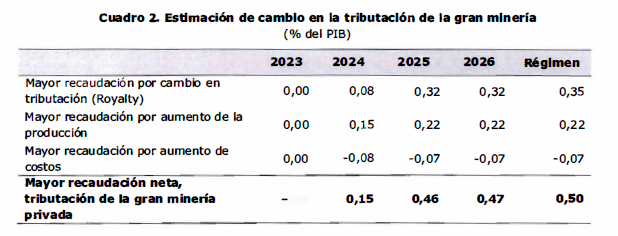 Cuadro 2. Estimación de cambio en la tributación de la gran minería
(% del PIB)
2023 2024 2025 2026 Régimen
Mayor recaudación por cambio en
tributación (Royalty) 0,00 0,08 0,32 0,32 0,35
Mayor recaudación por aumento de la
producción 0,00 0,15 0,22 0,22 0,22
Mayor recaudación por aumento de
costos 0,00 -0,08 -0,07 -0,07 -0,07
Mayor recaudación neta,
tributación de la gran minería – 0,15 0,46 0,47 0,50
privada